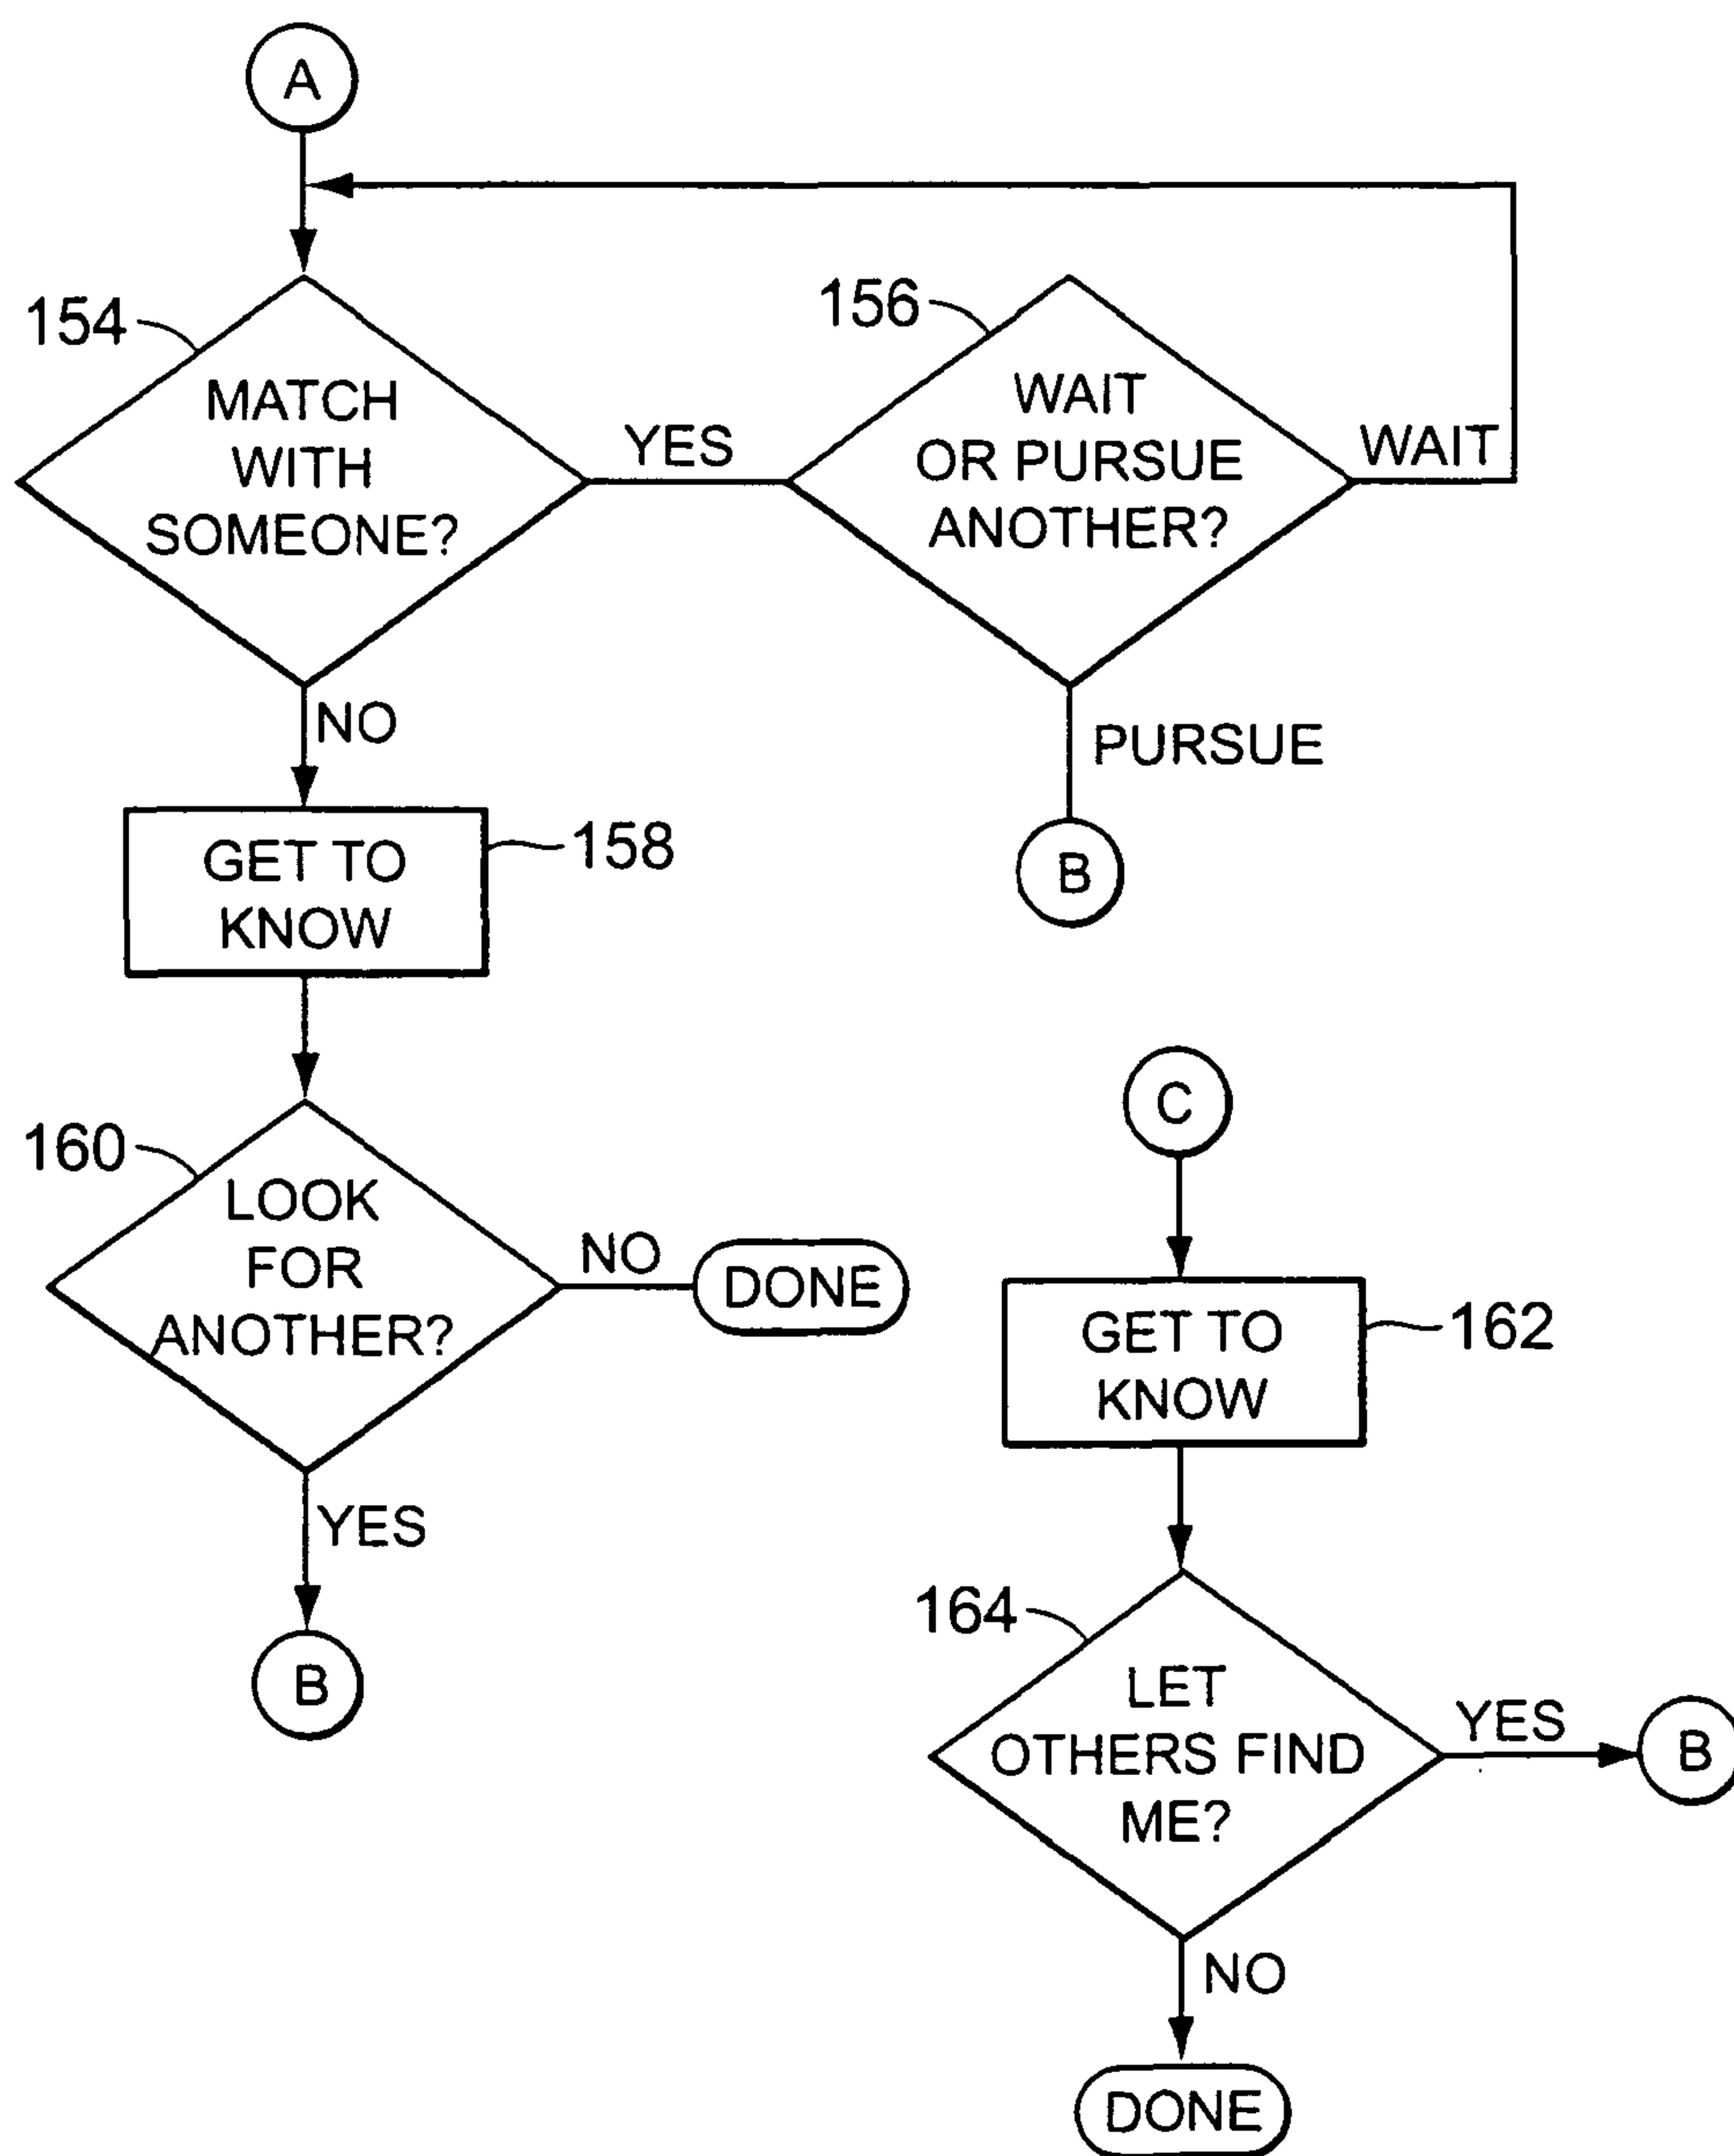 A
154
MATCH
WITH
SOMEONE?
YES
156
WAIT
OR PURSUE
ANOTHER?
WAIT
NO
PURSUE
B
GET TO
KNOW
158
160
LOOK
FOR
ANOTHER?
NO
DONE
YES
B
C
GET TO
KNOW
162
164
LET
OTHERS FIND
ME?
YES
B
NO
DONE